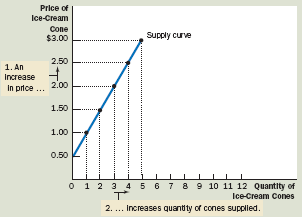 Price of
Ice-Cream
Cone
$3.00
Supply curve
2.50
1. An
increase
in price ...
2.00
1.50
1.00
0.50
0 1 2 3 4 5 6 7 8 9 10 11 12 Quantity of
Ice-Cream Cones
2. ... increases quantity of cones supplied.